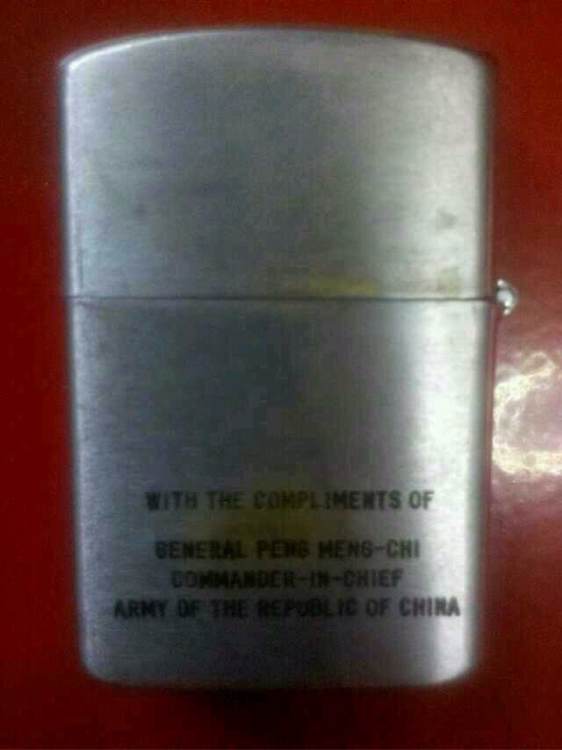 WITH THE COMPLIMENTS OF
GENERAL PENG MENG-CHI
COMMANDER-IN-CHIEF
ARMY OF THE REPUBLIC OF CHINA